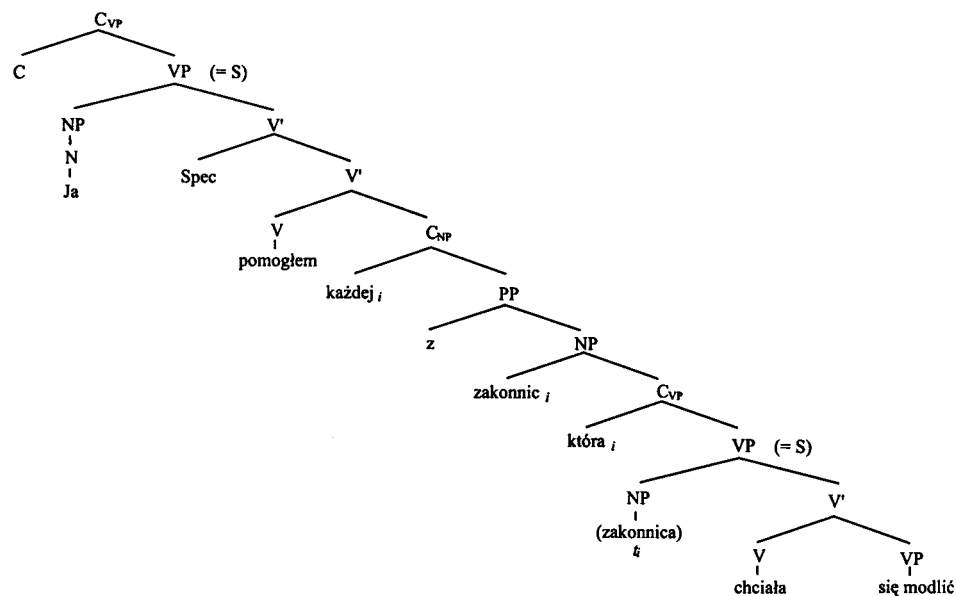 C_VP
C
VP (= S)
NP
V'
N
Spec
V'
Ja
V
C_NP
pomogłem
każdej i
PP
z
NP
zakonnic i
C_VP
która i
VP (= S)
NP
V'
(zakonnica)
t_i
V
VP
chciała
się modlić